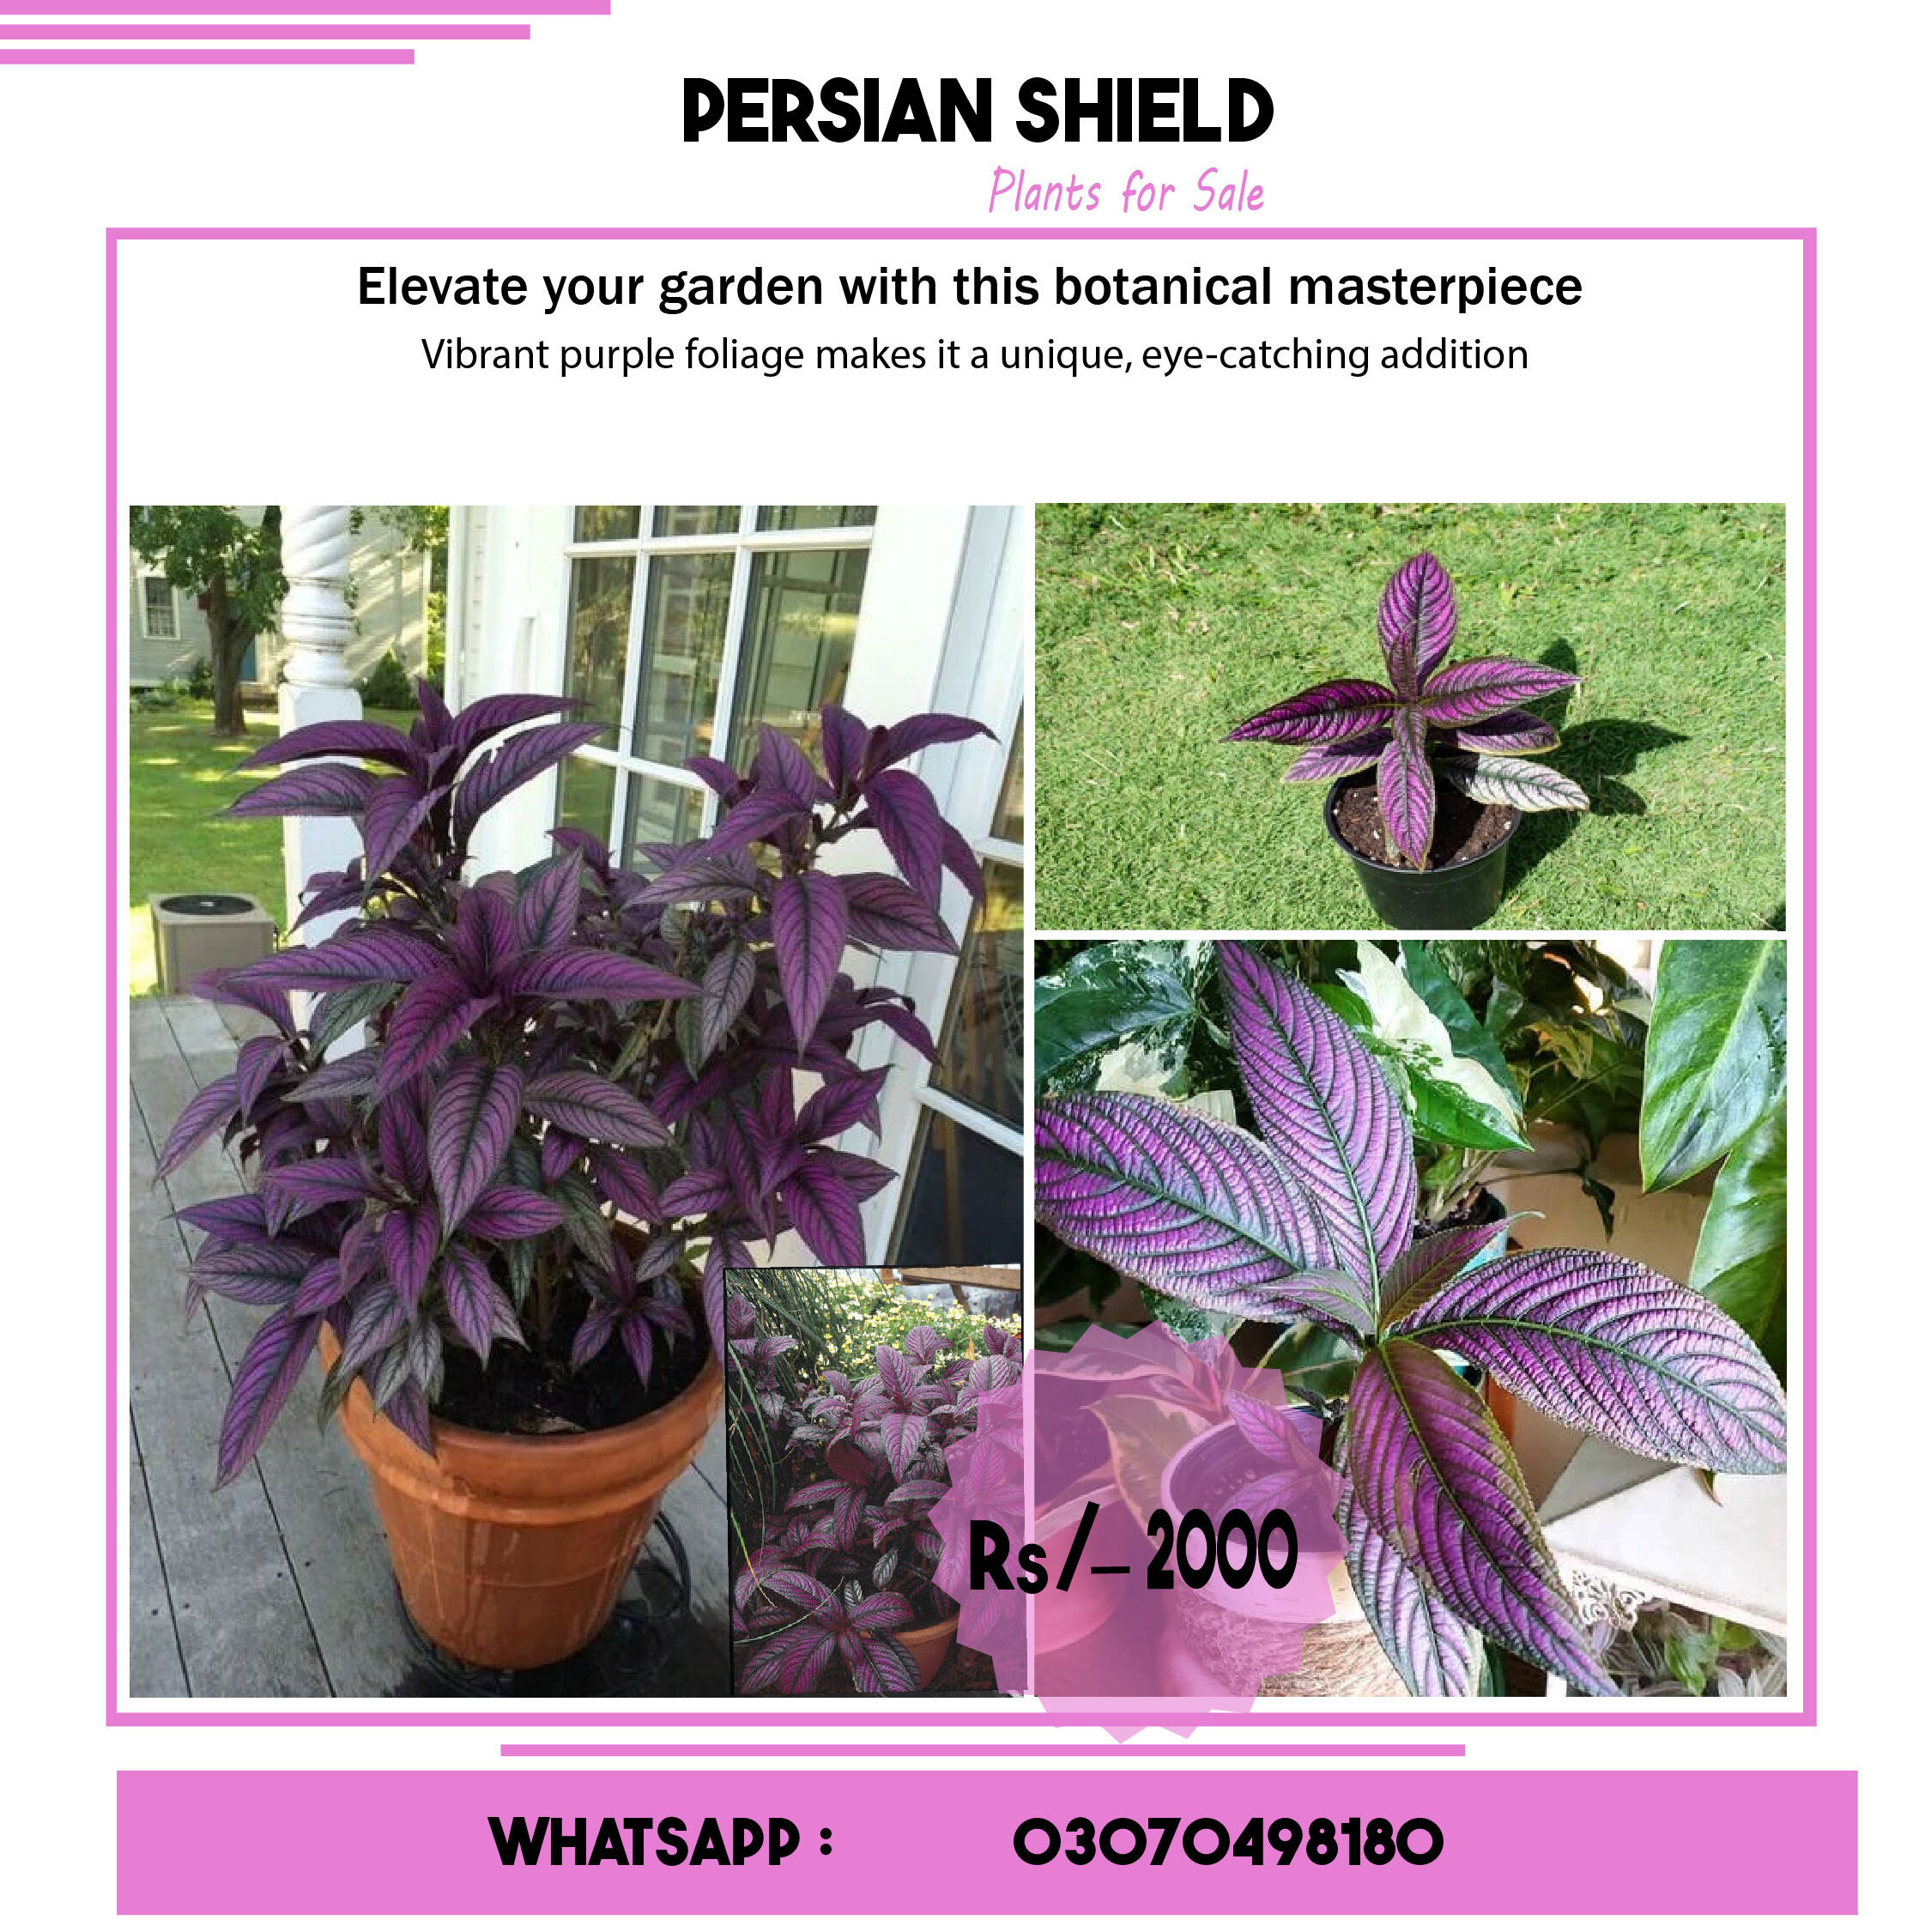 PERSIAN SHIELD
Plants for Sale
Elevate your garden with this botanical masterpiece
Vibrant purple foliage makes it a unique, eye-catching addition
Rs/– 2000
WHATSAPP : 03070498180